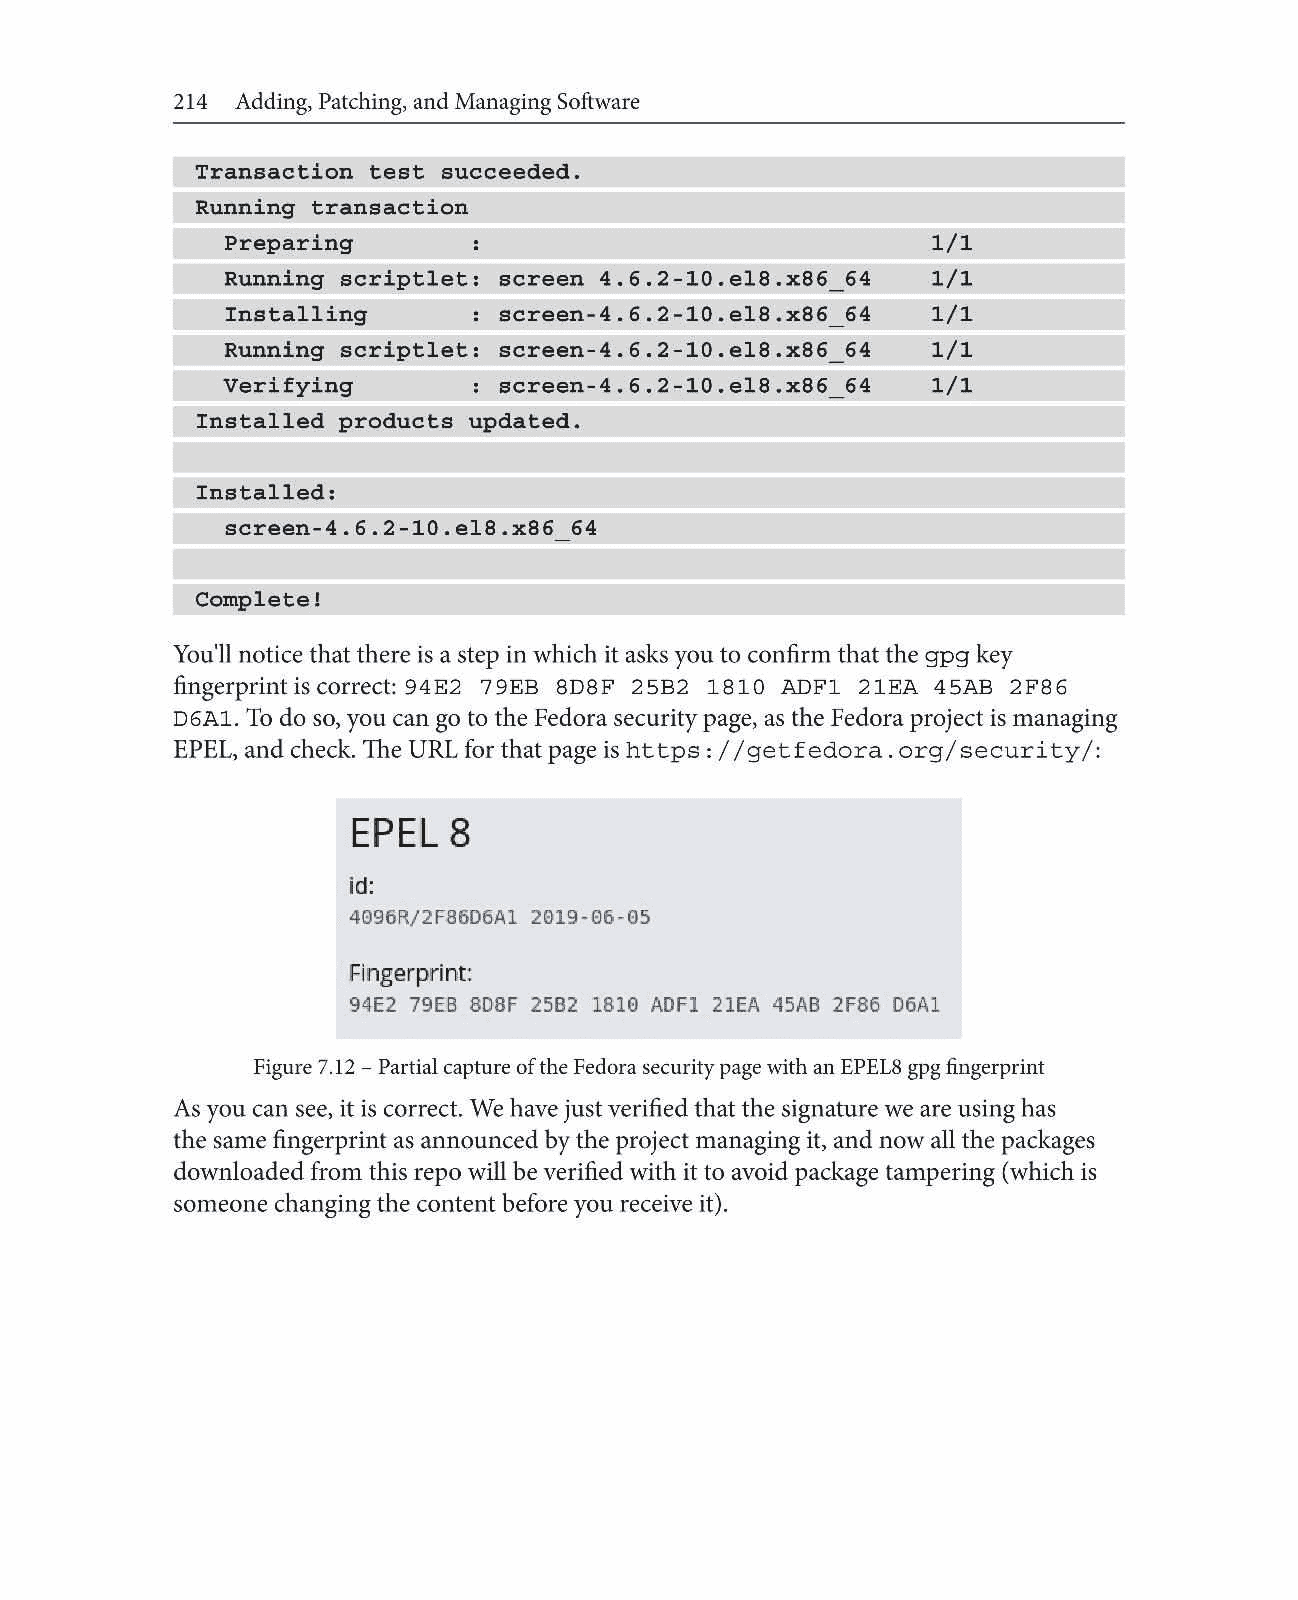 214 Adding, Patching, and Managing Software
Transaction test succeeded.
Running transaction
Preparing : 1/1
Running scriptlet: screen 4.6.2-10.el8.x86_64 1/1
Installing : screen-4.6.2-10.el8.x86_64 1/1
Running scriptlet: screen-4.6.2-10.el8.x86_64 1/1
Verifying : screen-4.6.2-10.el8.x86_64 1/1
Installed products updated.
Installed:
screen-4.6.2-10.el8.x86_64
Complete!
You'll notice that there is a step in which it asks you to confirm that the gpg key
fingerprint is correct: 94E2 79EB 8D8F 25B2 1810 ADF1 21EA 45AB 2F86
D6A1. To do so, you can go to the Fedora security page, as the Fedora project is managing
EPEL, and check. The URL for that page is https://getfedora.org/security/:
EPEL 8
id:
4096R/2F86D6A1 2019-06-05
Fingerprint:
94E2 79EB 8D8F 25B2 1810 ADF1 21EA 45AB 2F86 D6A1
Figure 7.12 – Partial capture of the Fedora security page with an EPEL8 gpg fingerprint
As you can see, it is correct. We have just verified that the signature we are using has
the same fingerprint as announced by the project managing it, and now all the packages
downloaded from this repo will be verified with it to avoid package tampering (which is
someone changing the content before you receive it).